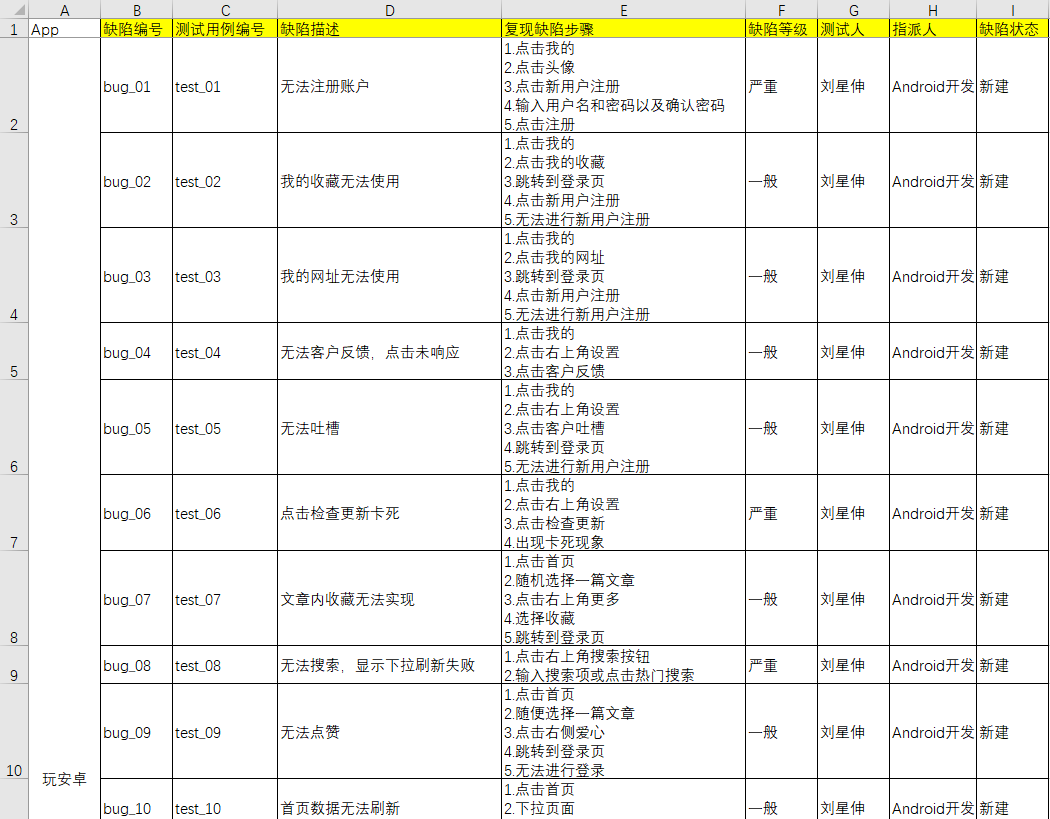 A B C D E F G H I
1 App 缺陷编号 测试用例编号 缺陷描述 复现缺陷步骤 缺陷等级 测试人 指派人 缺陷状态
1.点击我的
2.点击头像
bug_01 test_01 无法注册账户 3.点击新用户注册 严重 刘星伸 Android开发 新建
4.输入用户名和密码以及确认密码
2 5.点击注册
1.点击我的
2.点击我的收藏
bug_02 test_02 我的收藏无法使用 3.跳转到登录页 一般 刘星伸 Android开发 新建
4.点击新用户注册
3 5.无法进行新用户注册
1.点击我的
2.点击我的网址
bug_03 test_03 我的网址无法使用 3.跳转到登录页 一般 刘星伸 Android开发 新建
4.点击新用户注册
4 5.无法进行新用户注册
1.点击我的
bug_04 test_04 无法客户反馈，点击未响应 2.点击右上角设置 一般 刘星伸 Android开发 新建
5 3.点击客户反馈
1.点击我的
2.点击右上角设置
bug_05 test_05 无法吐槽 3.点击客户吐槽 一般 刘星伸 Android开发 新建
4.跳转到登录页
6 5.无法进行新用户注册
1.点击我的
2.点击右上角设置
bug_06 test_06 点击检查更新卡死 3.点击检查更新 严重 刘星伸 Android开发 新建
7 4.出现卡死现象
1.点击首页
2.随机选择一篇文章
bug_07 test_07 文章内收藏无法实现 3.点击右上角更多 一般 刘星伸 Android开发 新建
4.选择收藏
8 5.跳转到登录页
1.点击右上角搜索按钮
bug_08 test_08 无法搜索，显示下拉刷新失败 严重 刘星伸 Android开发 新建
9 2.输入搜索项或点击热门搜索
1.点击首页
2.随便选择一篇文章
bug_09 test_09 无法点赞 3.点击右侧爱心 一般 刘星伸 Android开发 新建
4.跳转到登录页
10 5.无法进行登录
玩安卓
1.点击首页
bug_10 test_10 首页数据无法刷新 2.下拉页面 一般 刘星伸 Android开发 新建